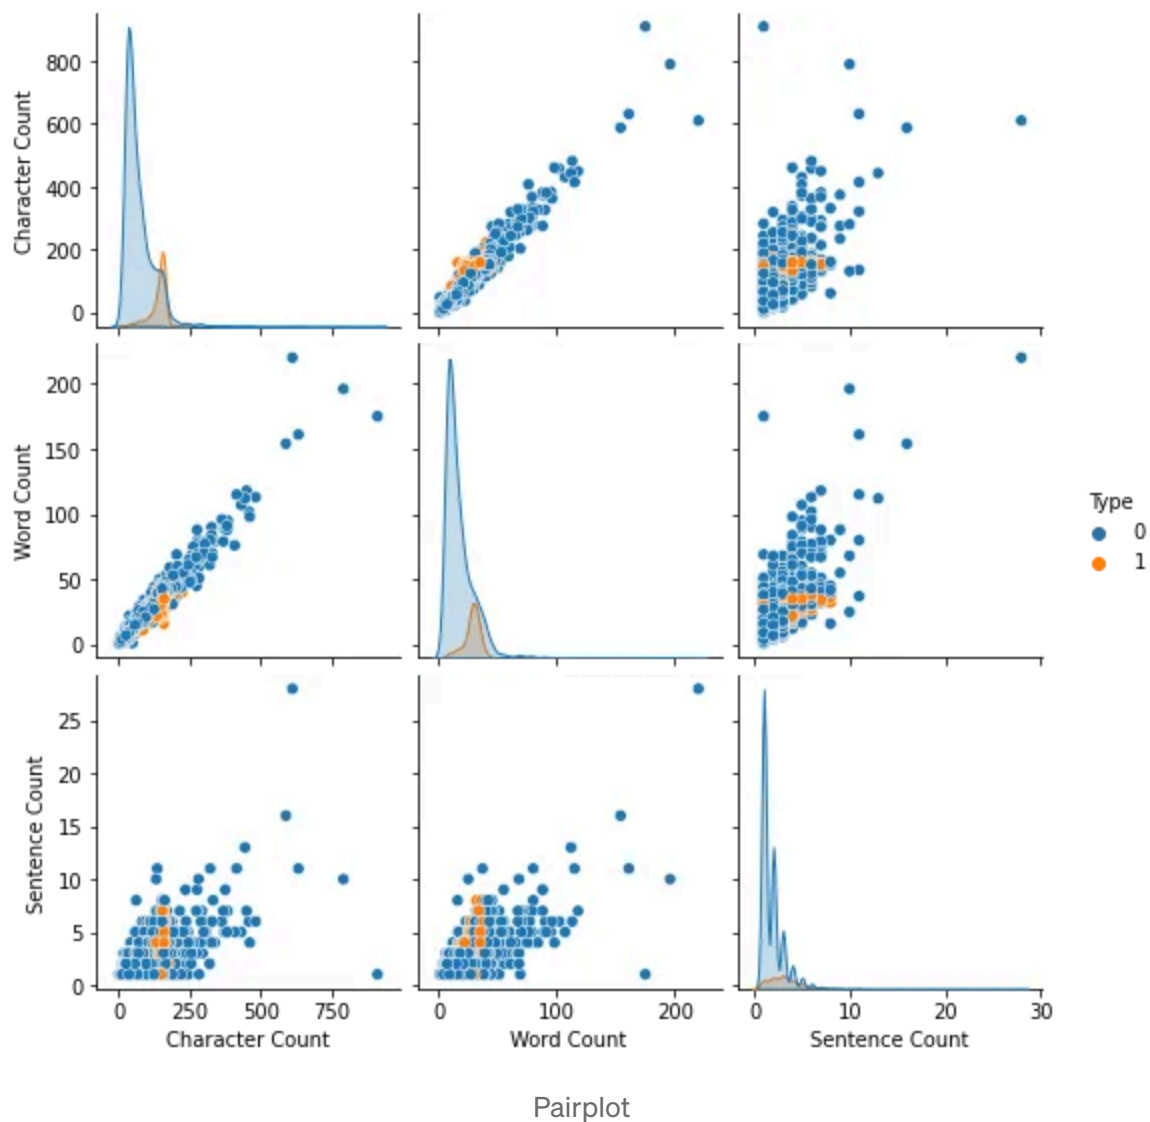 Character Count
800
600
400
200
0
Word Count
200
150
100
50
0
Type
0
1
Sentence Count
25
20
15
10
5
0
0 250 500 750 0 100 200 0 10 20 30
Character Count Word Count Sentence Count
Pairplot